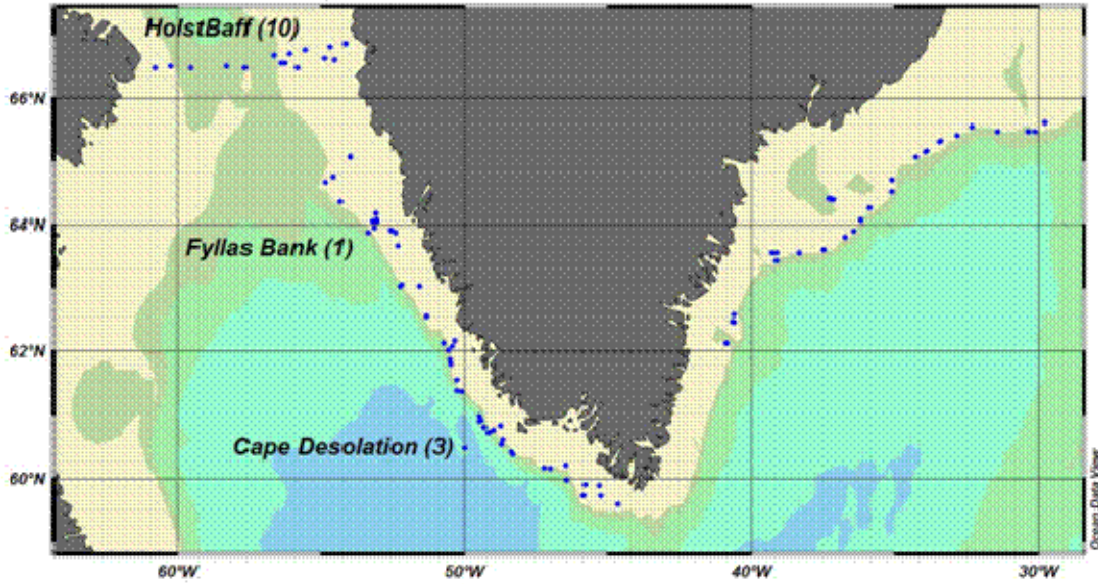 HolstBaff (10)
66°N
64°N
Fyllas Bank (1)
62°N
Cape Desolation (3)
60°N
60°W
50°W
40°W
30°W
Ocean Data View